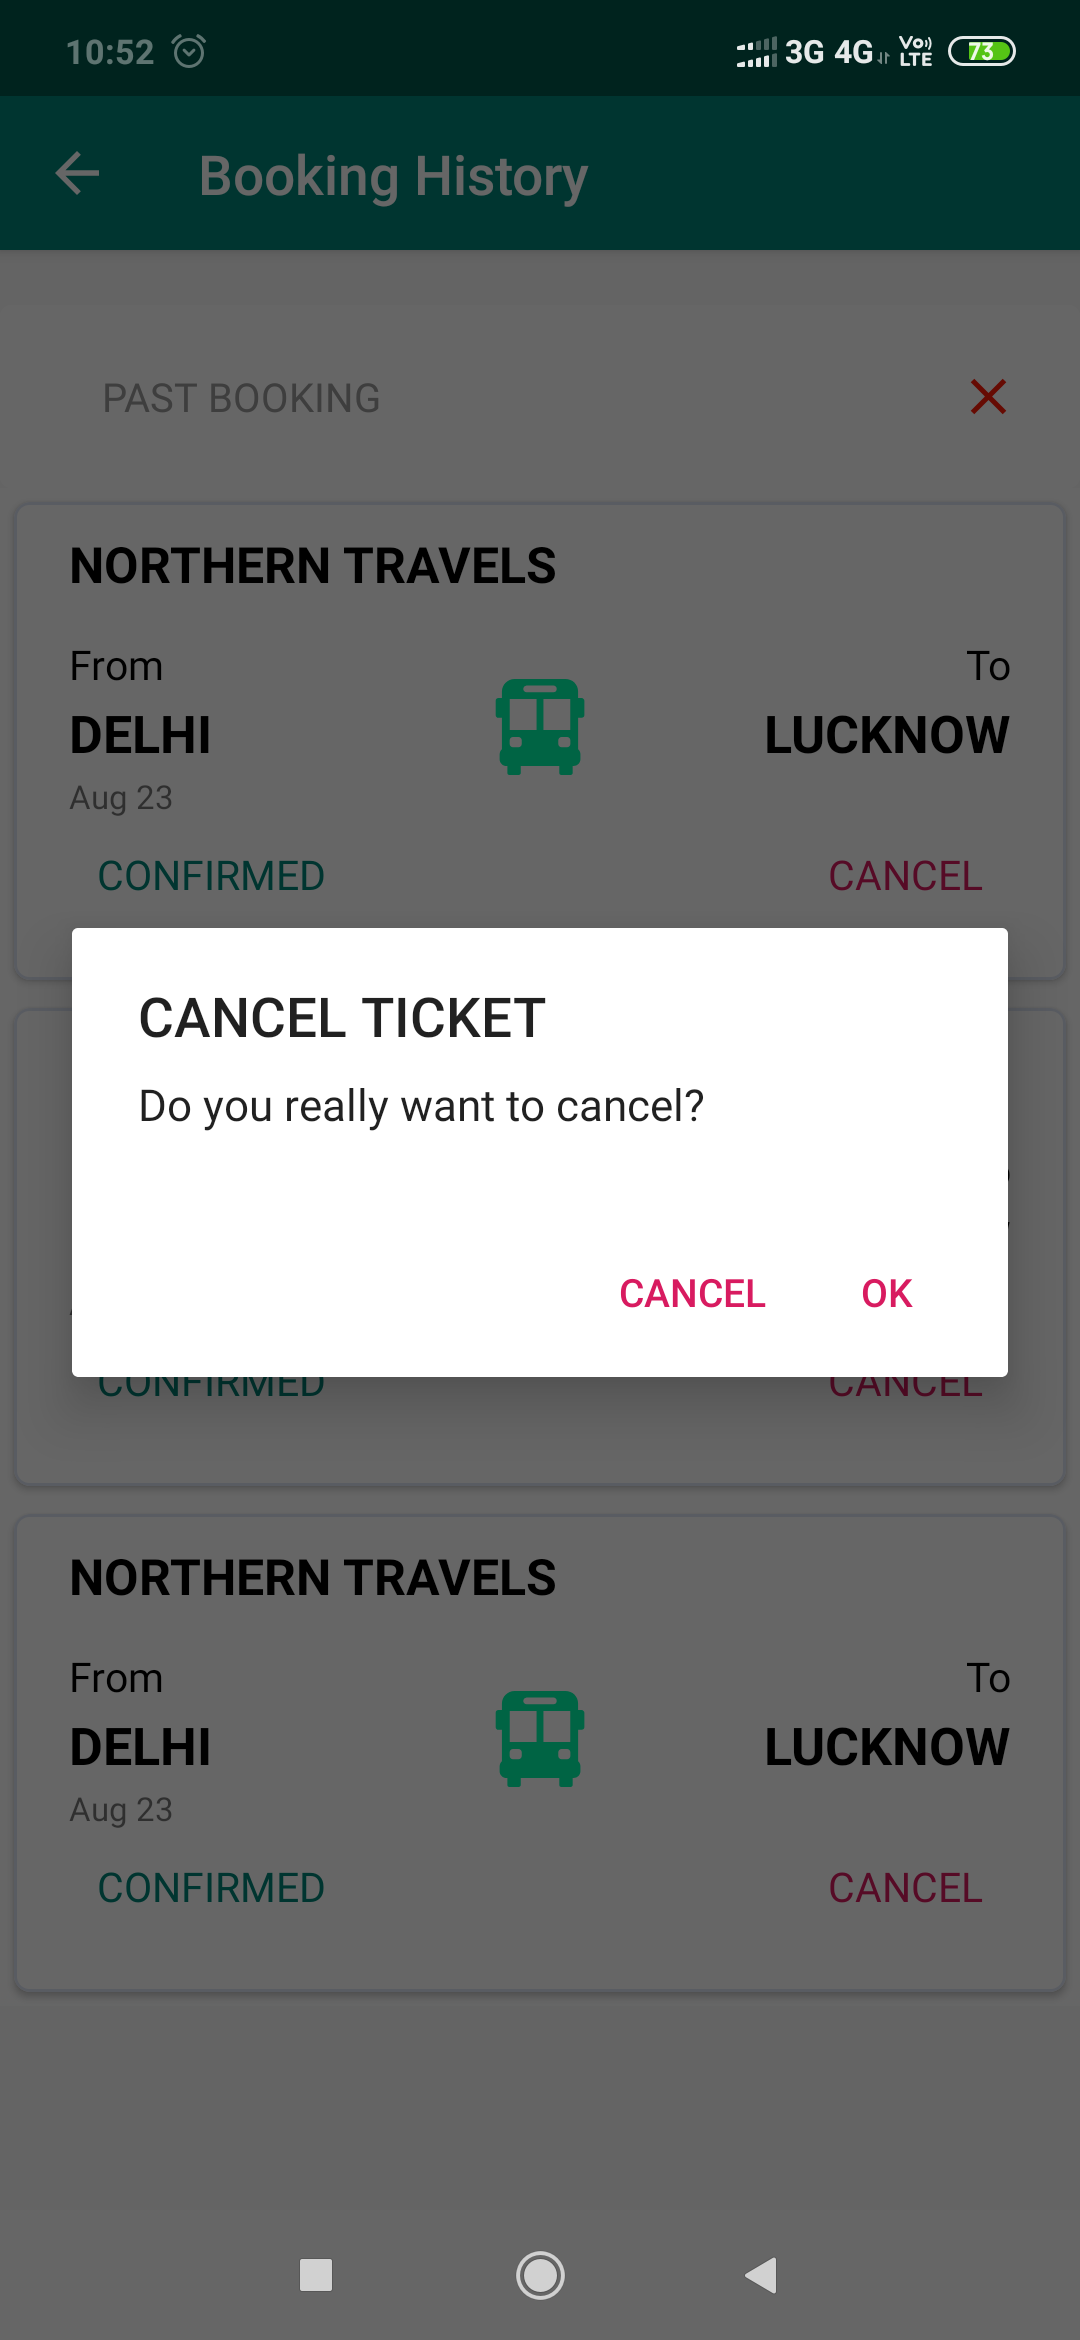 10:52 3G 4G VoLTE 73
Booking History
PAST BOOKING
NORTHERN TRAVELS
From To
DELHI LUCKNOW
Aug 23
CONFIRMED CANCEL
CANCEL TICKET
Do you really want to cancel?
CANCEL OK
CONFIRMED CANCEL
NORTHERN TRAVELS
From To
DELHI LUCKNOW
Aug 23
CONFIRMED CANCEL